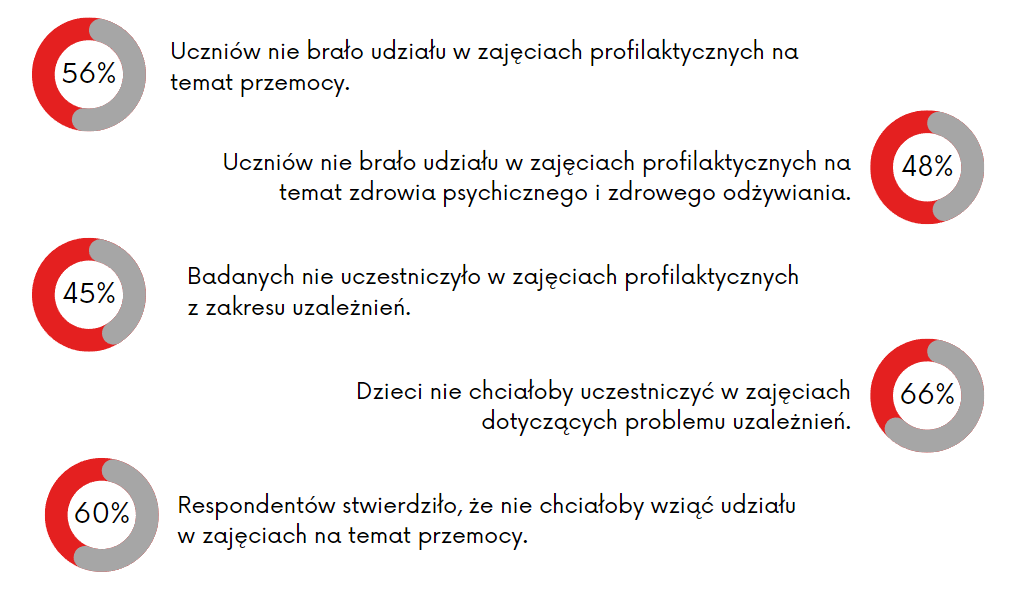 56%
Uczniów nie brało udziału w zajęciach profilaktycznych na
temat przemocy.
Uczniów nie brało udziału w zajęciach profilaktycznych na
temat zdrowia psychicznego i zdrowego odżywiania.
48%
45%
Badanych nie uczestniczyło w zajęciach profilaktycznych
z zakresu uzależnień.
Dzieci nie chciałoby uczestniczyć w zajęciach
dotyczących problemu uzależnień.
66%
60%
Respondentów stwierdziło, że nie chciałoby wziąć udziału
w zajęciach na temat przemocy.